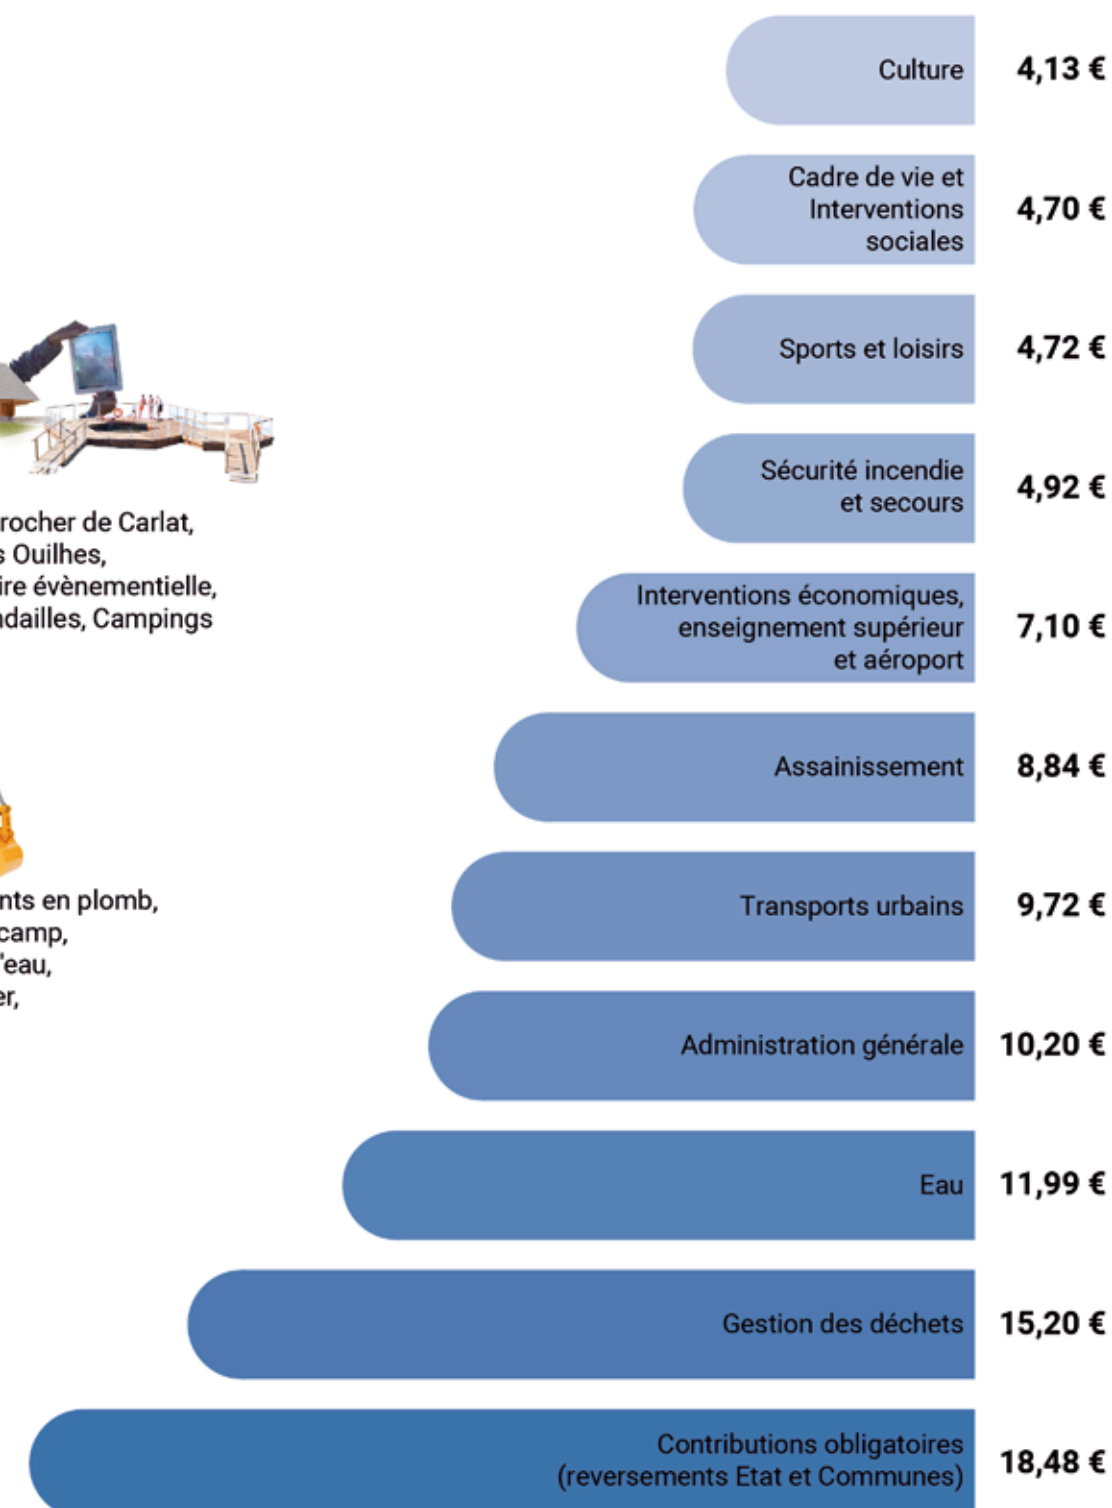 Culture 4,13 €
Cadre de vie et
Interventions
sociales
4,70 €
Sports et loisirs 4,72 €
rocher de Carlat,
s Ouilhes,
ire évènementielle,
ndailles, Campings
Sécurité incendie
et secours
4,92 €
Interventions économiques,
enseignement supérieur
et aéroport
7,10 €
Assainissement 8,84 €
nts en plomb,
camp,
'eau,
er,
Transports urbains 9,72 €
Administration générale 10,20 €
Eau 11,99 €
Gestion des déchets 15,20 €
Contributions obligatoires
(reversements Etat et Communes)
18,48 €